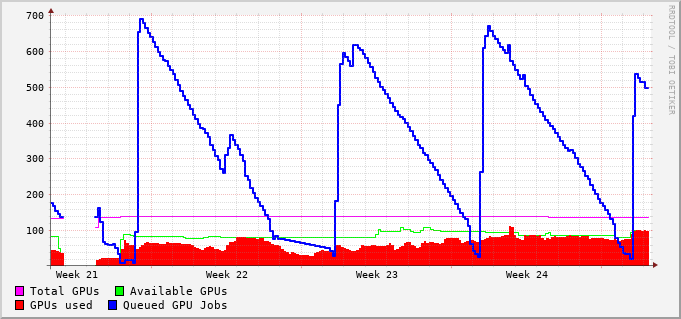 700
600
500
400
300
200
100
Week 21
Week 22
Week 23
Week 24
Total GPUs
Available GPUs
GPUs used
Queued GPU Jobs
RRDTOOL / TOBI OETIKER